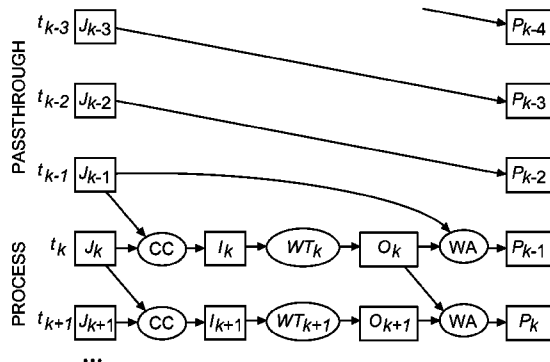 t_{k-3} J_{k-3} P_{k-4}
t_{k-2} J_{k-2} P_{k-3}
t_{k-1} J_{k-1} P_{k-2}
t_k J_k CC I_k WT_k O_k WA P_{k-1}
t_{k+1} J_{k+1} CC I_{k+1} WT_{k+1} O_{k+1} WA P_k
...
PASSTHROUGH
PROCESS